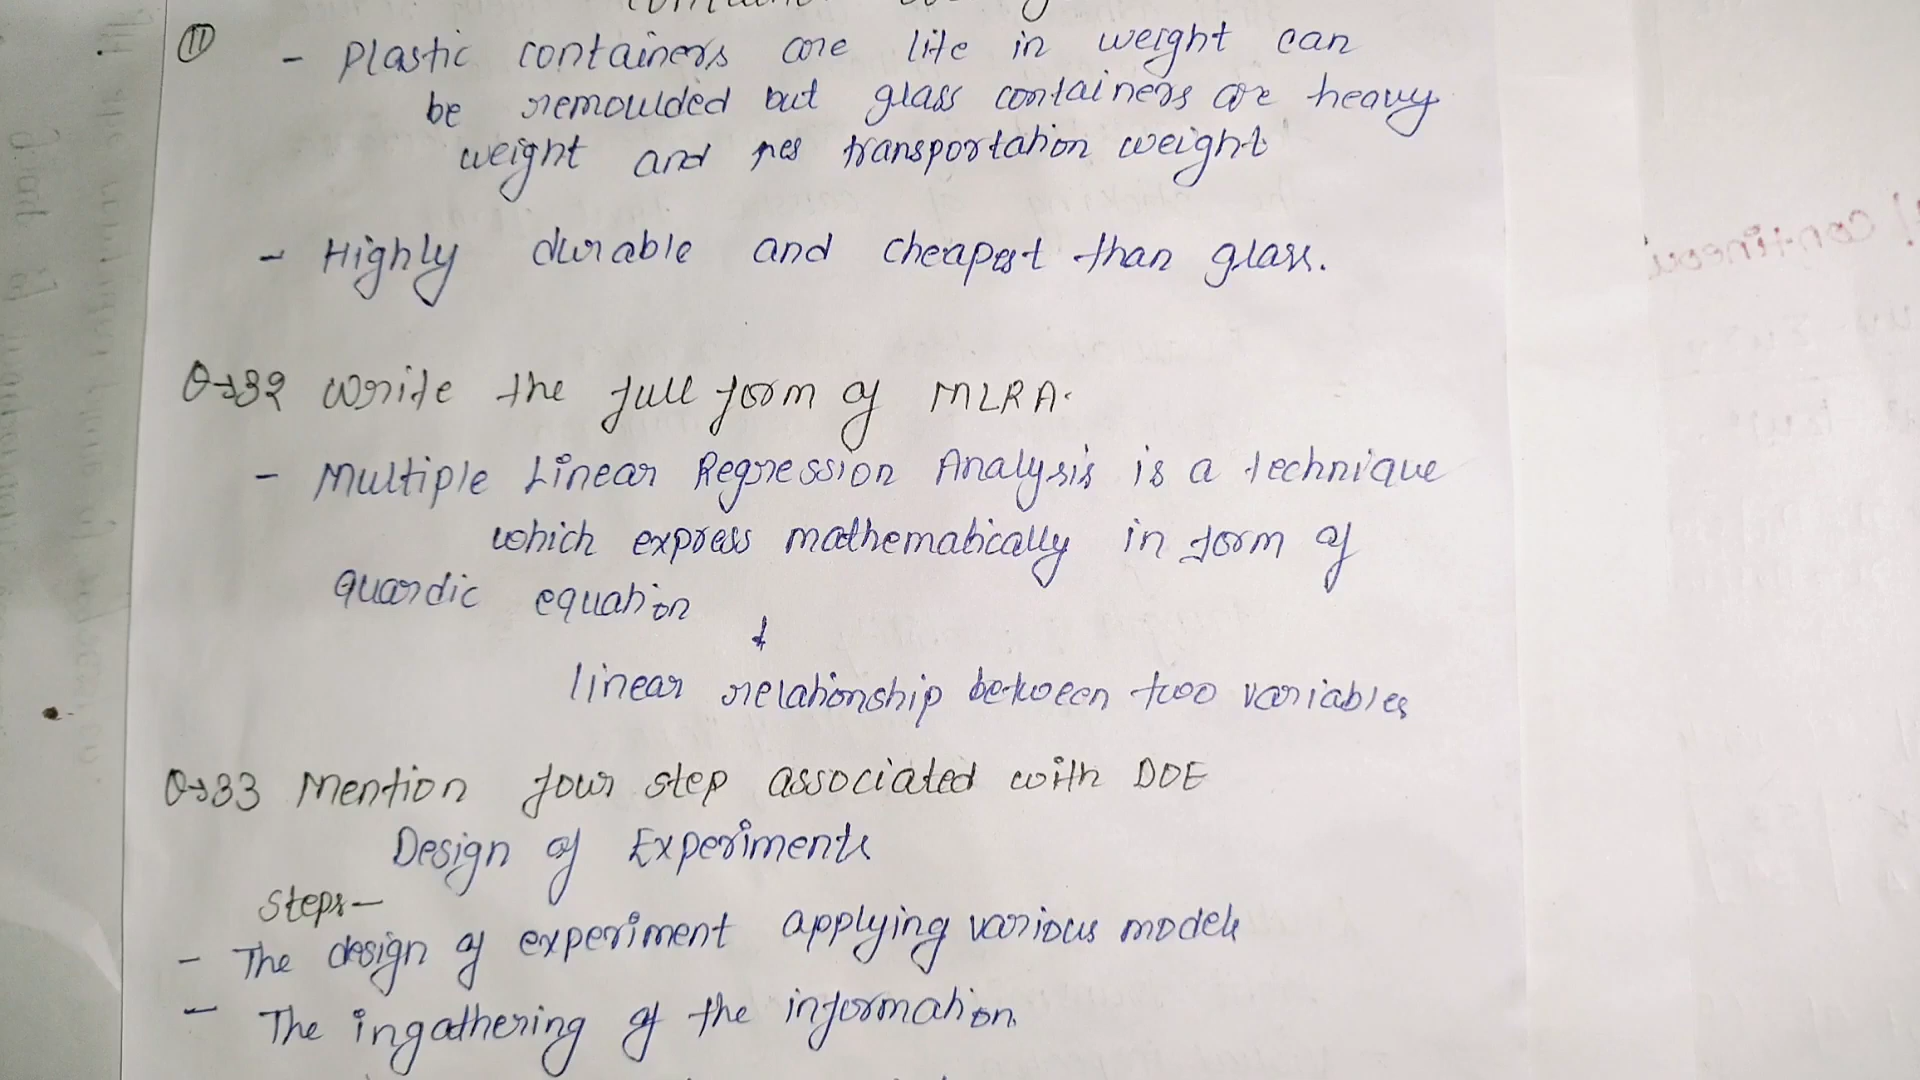 11
- Plastic containers are lite in weight can
be remoulded but glass containers are heavy
weight and transportation weight
- Highly durable and cheapest than glass.
Q→32 write the full form of MLRA.
- Multiple Linear Regression Analysis is a technique
which express mathematically in form of
quardic equation
↓
linear relationship between two variables
Q→33 Mention four step associated with DOE
Design of Experiments
Steps-
- The design of experiment applying various models
- The ingathering of the information.